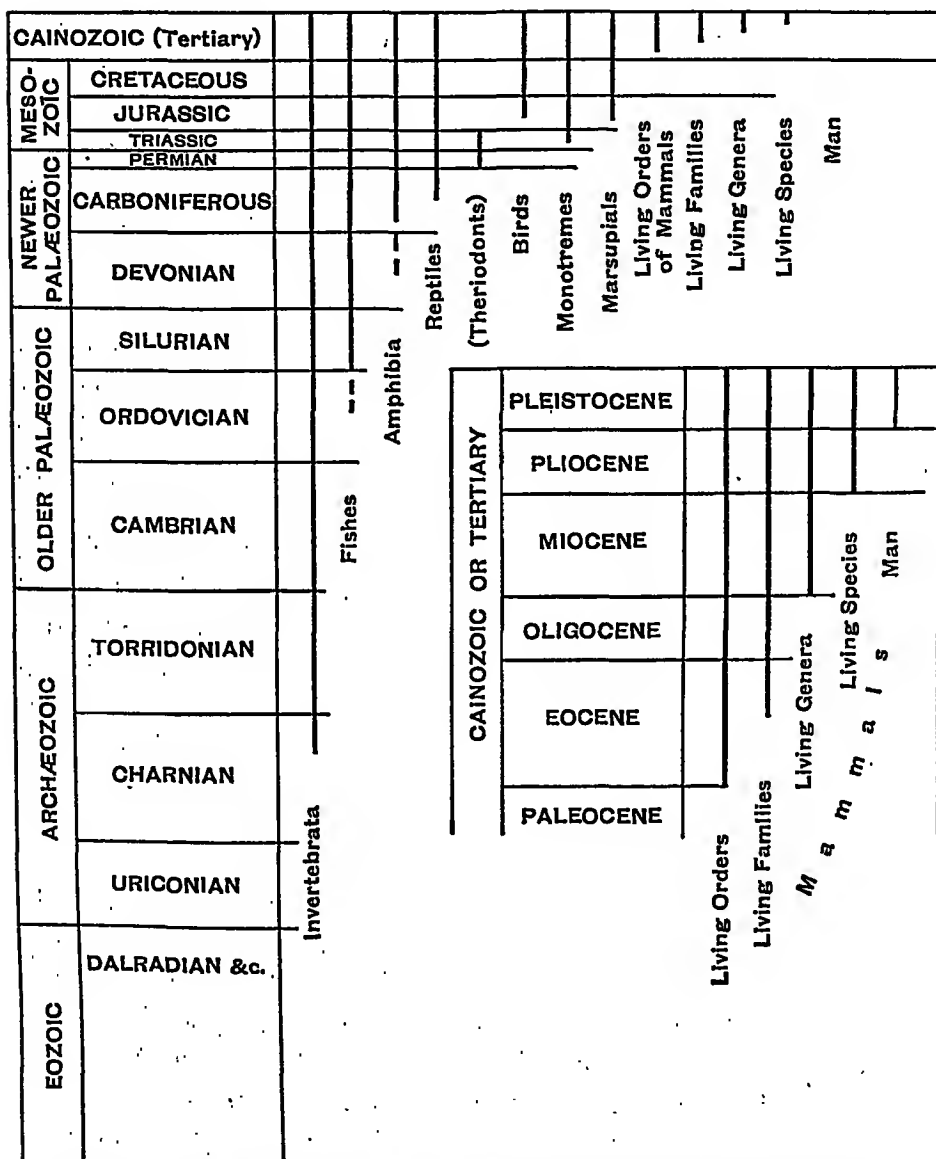 CAINOZOIC (Tertiary)
MESO-
ZOIC
CRETACEOUS
JURASSIC
TRIASSIC
NEWER
PALÆOZOIC
PERMIAN
CARBONIFEROUS
DEVONIAN
OLDER PALÆOZOIC
SILURIAN
ORDOVICIAN
CAMBRIAN
ARCHÆOZOIC
TORRIDONIAN
CHARNIAN
URICONIAN
EOZOIC
DALRADIAN &c.
Invertebrata
Fishes
Amphibia
Reptiles
(Theriodonts)
Birds
Monotremes
Marsupials
Living Orders
of Mammals
Living Families
Living Genera
Living Species
Man
CAINOZOIC OR TERTIARY
PLEISTOCENE
PLIOCENE
MIOCENE
OLIGOCENE
EOCENE
PALEOCENE
Living Orders
Living Families
Living Genera
Living Species
Man
Mammals